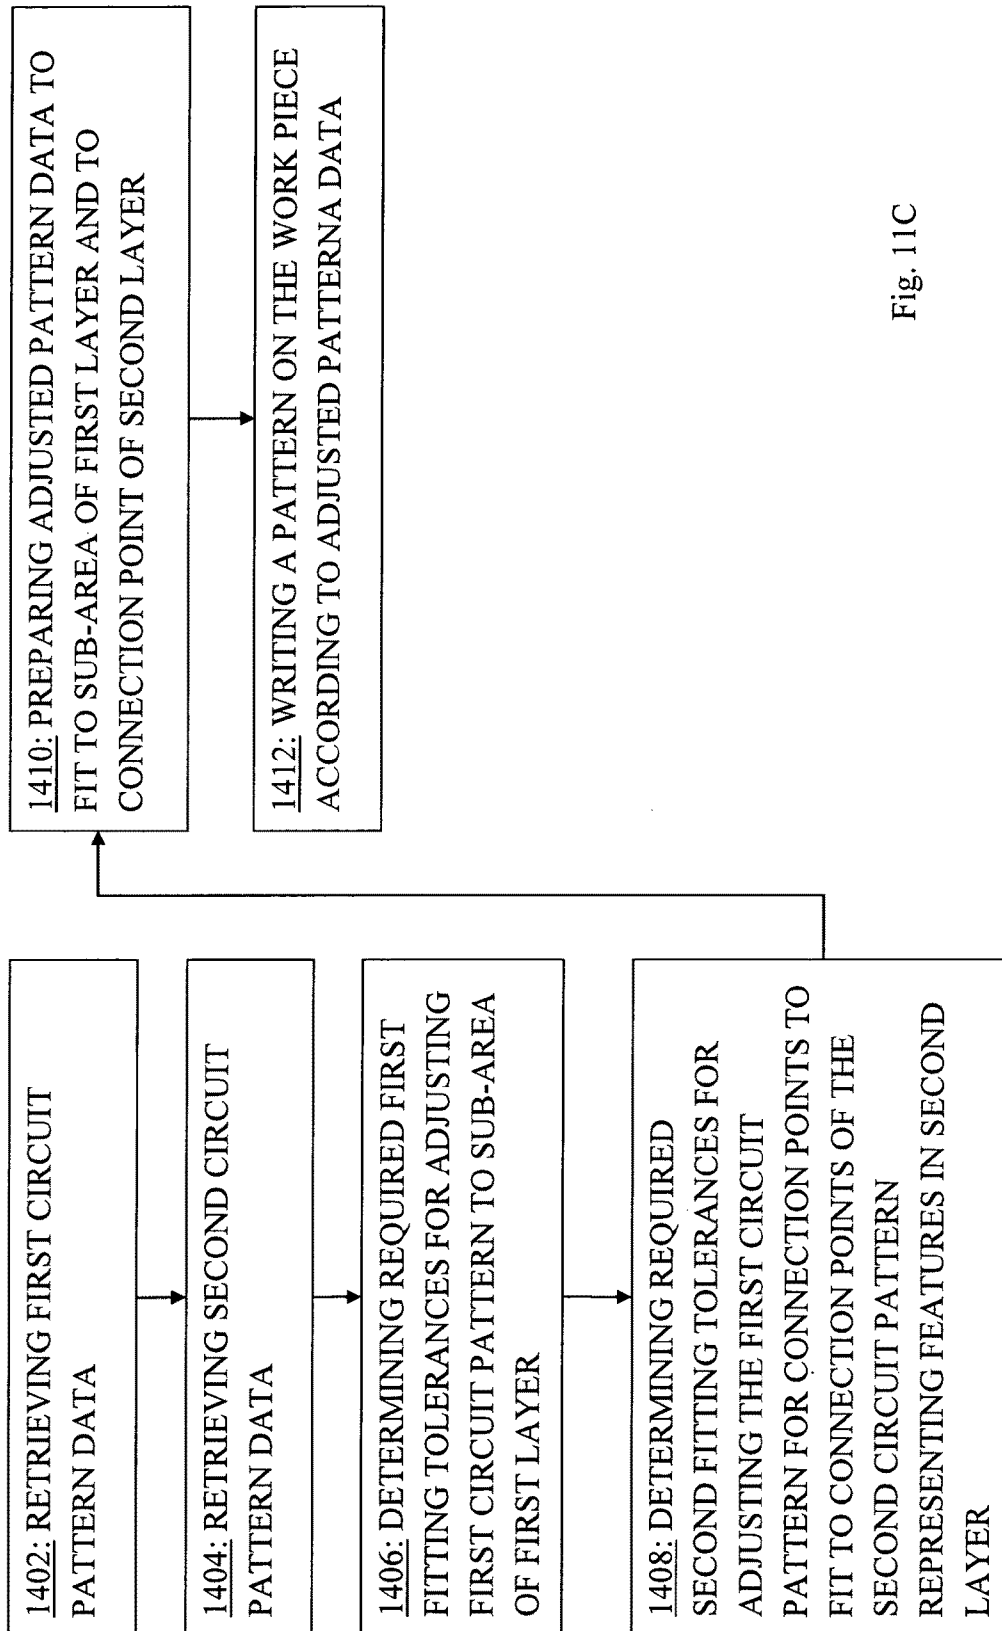 1402: RETRIEVING FIRST CIRCUIT
PATTERN DATA
1404: RETRIEVING SECOND CIRCUIT
PATTERN DATA
1406: DETERMINING REQUIRED FIRST
FITTING TOLERANCES FOR ADJUSTING
FIRST CIRCUIT PATTERN TO SUB-AREA
OF FIRST LAYER
1408: DETERMINING REQUIRED
SECOND FITTING TOLERANCES FOR
ADJUSTING THE FIRST CIRCUIT
PATTERN FOR CONNECTION POINTS TO
FIT TO CONNECTION POINTS OF THE
SECOND CIRCUIT PATTERN
REPRESENTING FEATURES IN SECOND
LAYER
1410: PREPARING ADJUSTED PATTERN DATA TO
FIT TO SUB-AREA OF FIRST LAYER AND TO
CONNECTION POINT OF SECOND LAYER
1412: WRITING A PATTERN ON THE WORK PIECE
ACCORDING TO ADJUSTED PATTERNA DATA
Fig. 11C